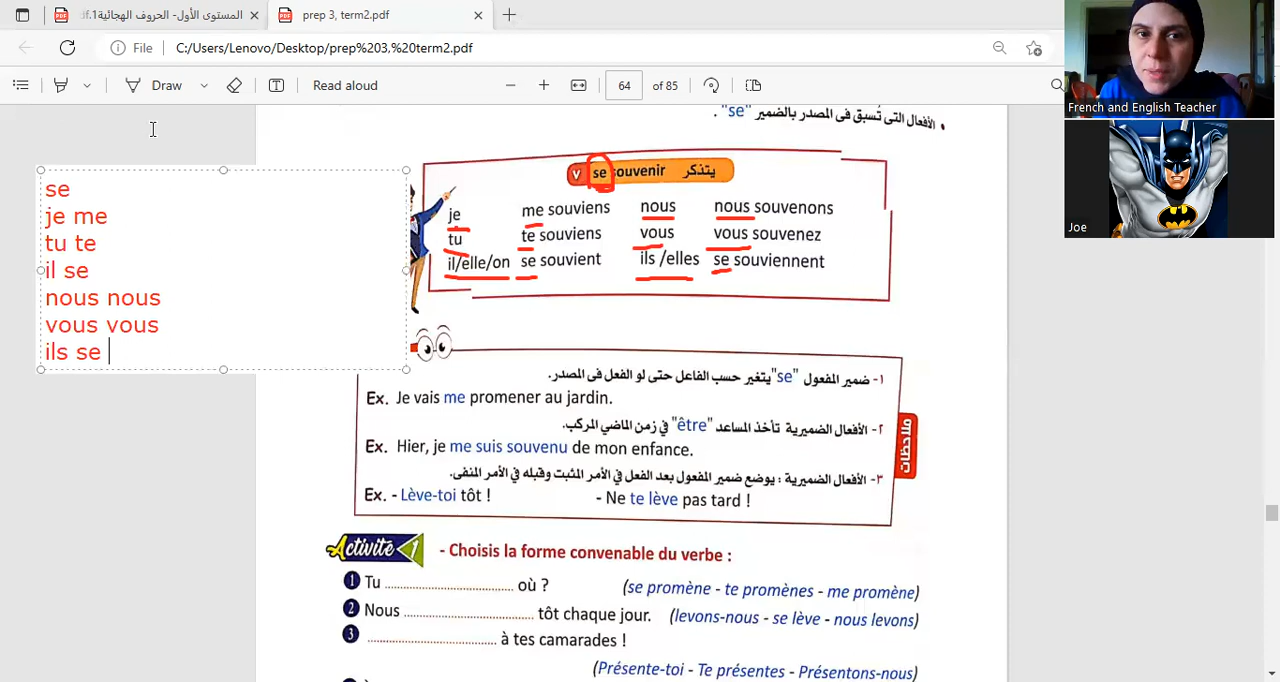 المستوى الأول- الحروف الهجائية1.df
prep 3, term2.pdf
File
C:/Users/Lenovo/Desktop/prep%203.%20term2.pdf
Draw
Read aloud
64
of 85
French and English Teacher
Joe
الأفعال التى تُسبق فى المصدر بالضمير "se" .
v se souvenir يتذكر
je me souviens nous nous souvenons
tu te souviens vous vous souvenez
il/elle/on se souvient ils /elles se souviennent
se
je me
tu te
il se
nous nous
vous vous
ils se
١- ضمير المفعول "se" يتغير حسب الفاعل حتى لو الفعل فى المصدر.
Ex. Je vais me promener au jardin.
٢- الأفعال الضميرية تأخذ المساعد "être" في زمن الماضي المركب.
Ex. Hier, je me suis souvenu de mon enfance.
٣- الأفعال الضميرية : يوضع ضمير المفعول بعد الفعل في الأمر المثبت وقبله في الأمر المنفى.
Ex. - Lève-toi tôt ! - Ne te lève pas tard !
ملاحظات
Activité 1 - Choisis la forme convenable du verbe :
1 Tu .................................. où ? (se promène - te promènes - me promène)
2 Nous .................................. tôt chaque jour. (levons-nous - se lève - nous levons)
3 .................................. à tes camarades !
(Présente-toi - Te présentes - Présentons-nous)